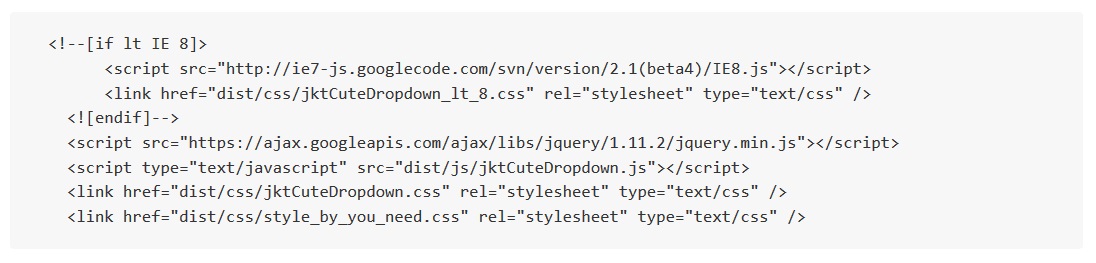 <!--[if lt IE 8]>
<script src="http://ie7-js.googlecode.com/svn/version/2.1(beta4)/IE8.js"></script>
<link href="dist/css/jktCuteDropdown_lt_8.css" rel="stylesheet" type="text/css" />
<![endif]-->
<script src="https://ajax.googleapis.com/ajax/libs/jquery/1.11.2/jquery.min.js"></script>
<script type="text/javascript" src="dist/js/jktCuteDropdown.js"></script>
<link href="dist/css/jktCuteDropdown.css" rel="stylesheet" type="text/css" />
<link href="dist/css/style_by_you_need.css" rel="stylesheet" type="text/css" />